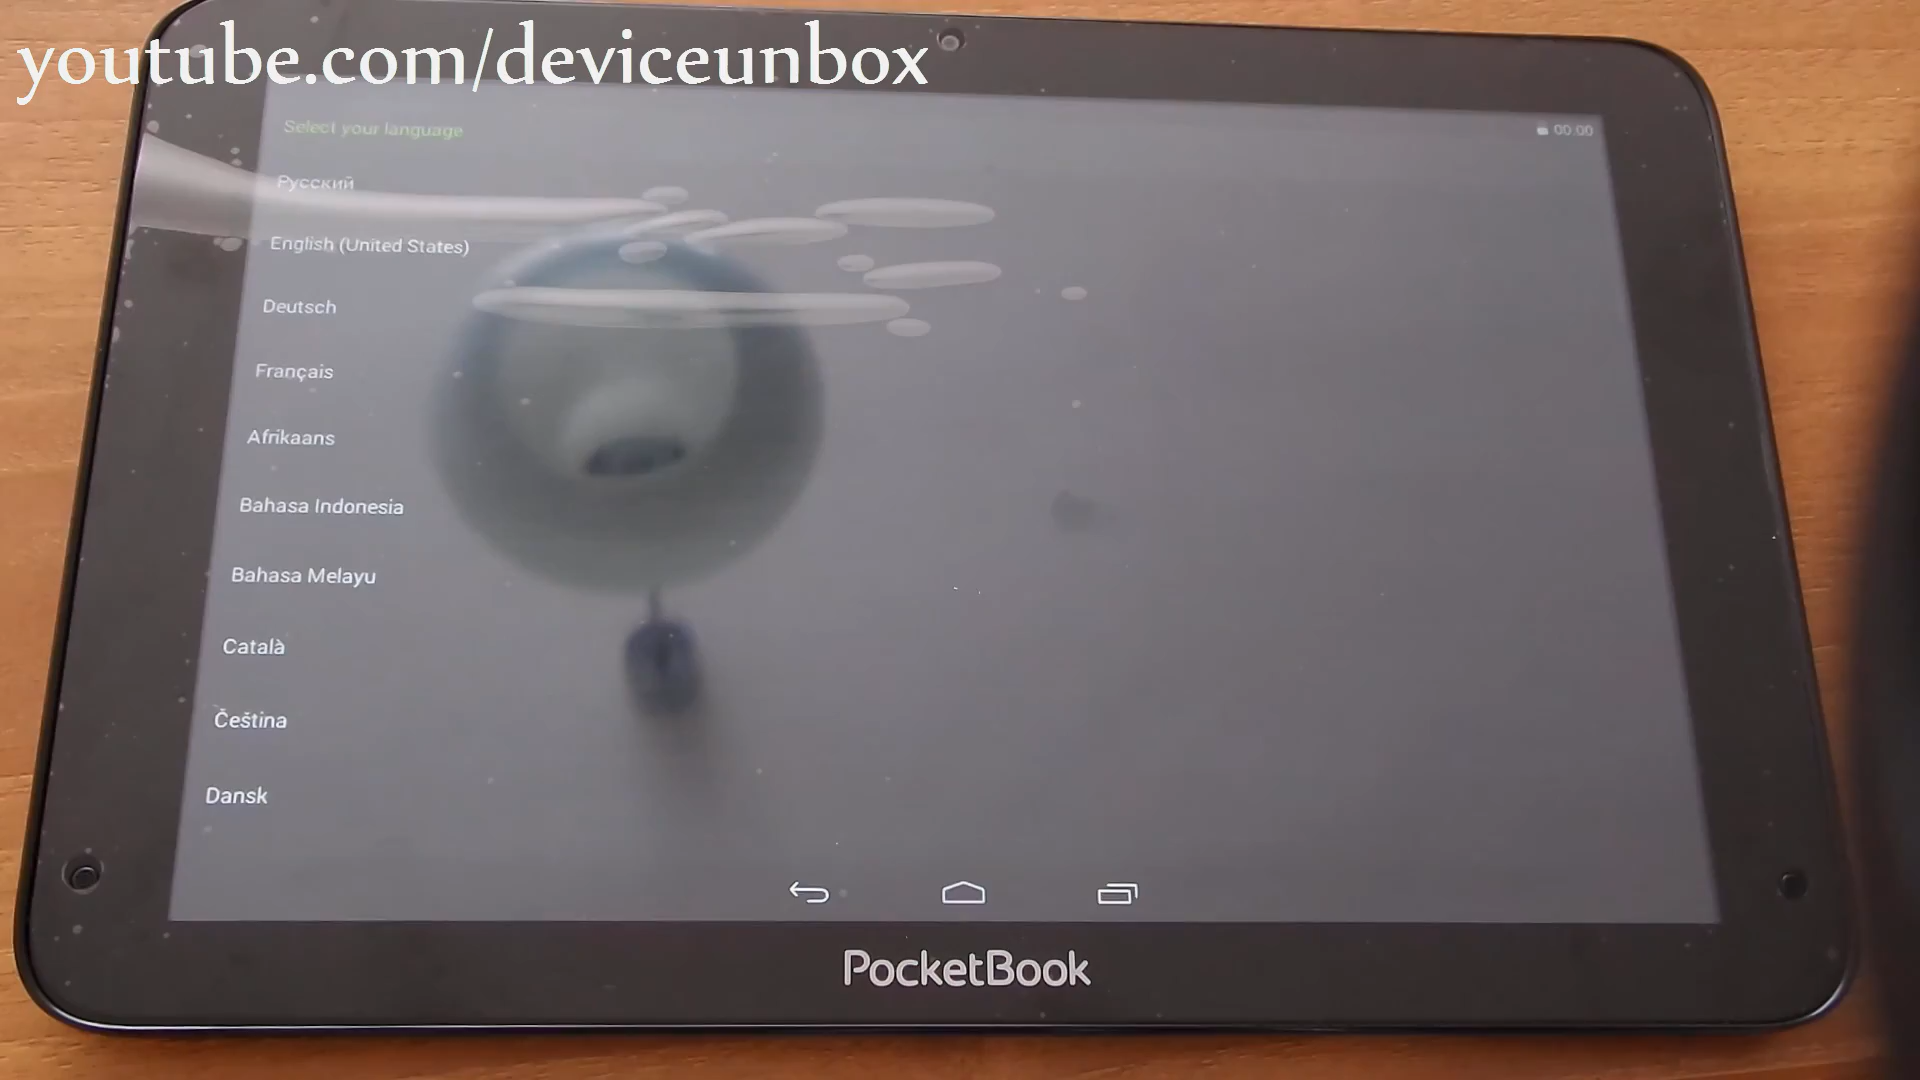 youtube.com/deviceunbox
Select your language
00:00
Русский
English (United States)
Deutsch
Français
Afrikaans
Bahasa Indonesia
Bahasa Melayu
Català
Čeština
Dansk
PocketBook